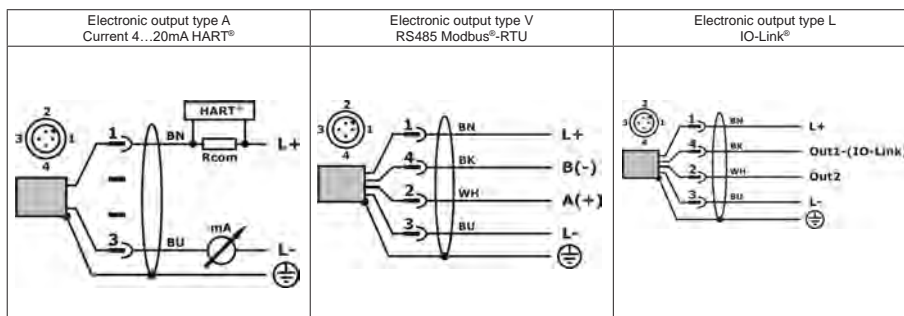 Electronic output type A
Current 4…20mA HART®
Electronic output type V
RS485 Modbus®-RTU
Electronic output type L
IO-Link®
2
3
1
4
HART®
1
BN
L+
Rcom
mA
3
BU
L-
2
3
1
4
1
BN
L+
4
BK
B(-)
2
WH
A(+)
3
BU
L-
2
3
1
4
1
BN
L+
4
BK
Out1-(IO-Link)
2
WH
Out2
3
BU
L-